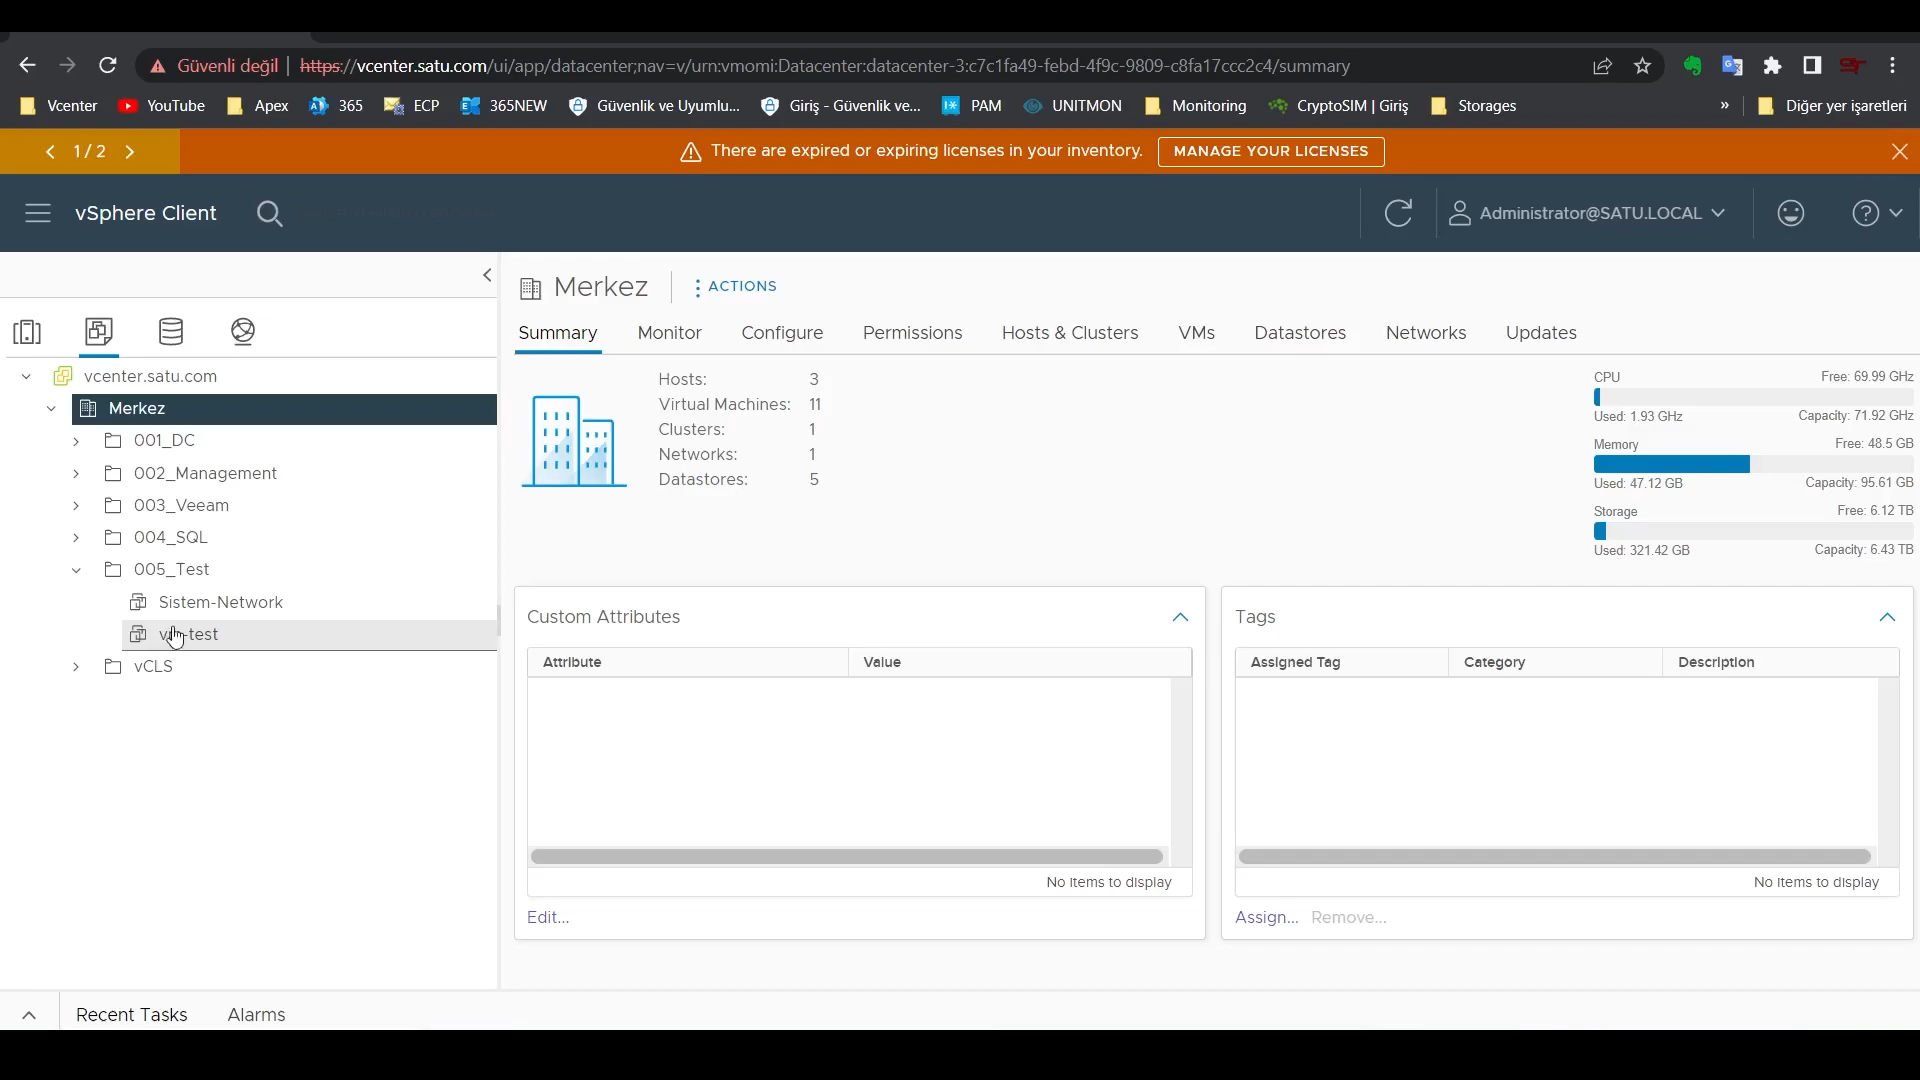 Güvenli değil | https://vcenter.satu.com/ui/app/datacenter;nav=v/urn:vmomi:Datacenter:datacenter-3:c7c1fa49-febd-4f9c-9809-c8fa17ccc2c4/summary
Vcenter YouTube Apex 365 ECP 365NEW Güvenlik ve Uyumlu... Giriş - Güvenlik ve... PAM UNITMON Monitoring CryptoSIM | Giriş Storages » Diğer yer işaretleri
1 / 2 There are expired or expiring licenses in your inventory. MANAGE YOUR LICENSES
vSphere Client Administrator@SATU.LOCAL
Merkez ACTIONS
Summary Monitor Configure Permissions Hosts & Clusters VMs Datastores Networks Updates
vcenter.satu.com
Merkez
001_DC
002_Management
003_Veeam
004_SQL
005_Test
Sistem-Network
-test
vCLS
Hosts: 3
Virtual Machines: 11
Clusters: 1
Networks: 1
Datastores: 5
CPU Free: 69.99 GHz
Used: 1.93 GHz Capacity: 71.92 GHz
Memory Free: 48.5 GB
Used: 47.12 GB Capacity: 95.61 GB
Storage Free: 6.12 TB
Used: 321.42 GB Capacity: 6.43 TB
Custom Attributes
Attribute Value
No items to display
Edit...
Tags
Assigned Tag Category Description
No items to display
Assign... Remove...
Recent Tasks Alarms